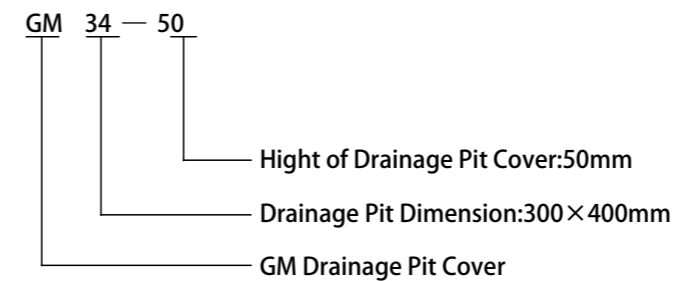 GM 34 — 50
Hight of Drainage Pit Cover:50mm
Drainage Pit Dimension:300×400mm
GM Drainage Pit Cover